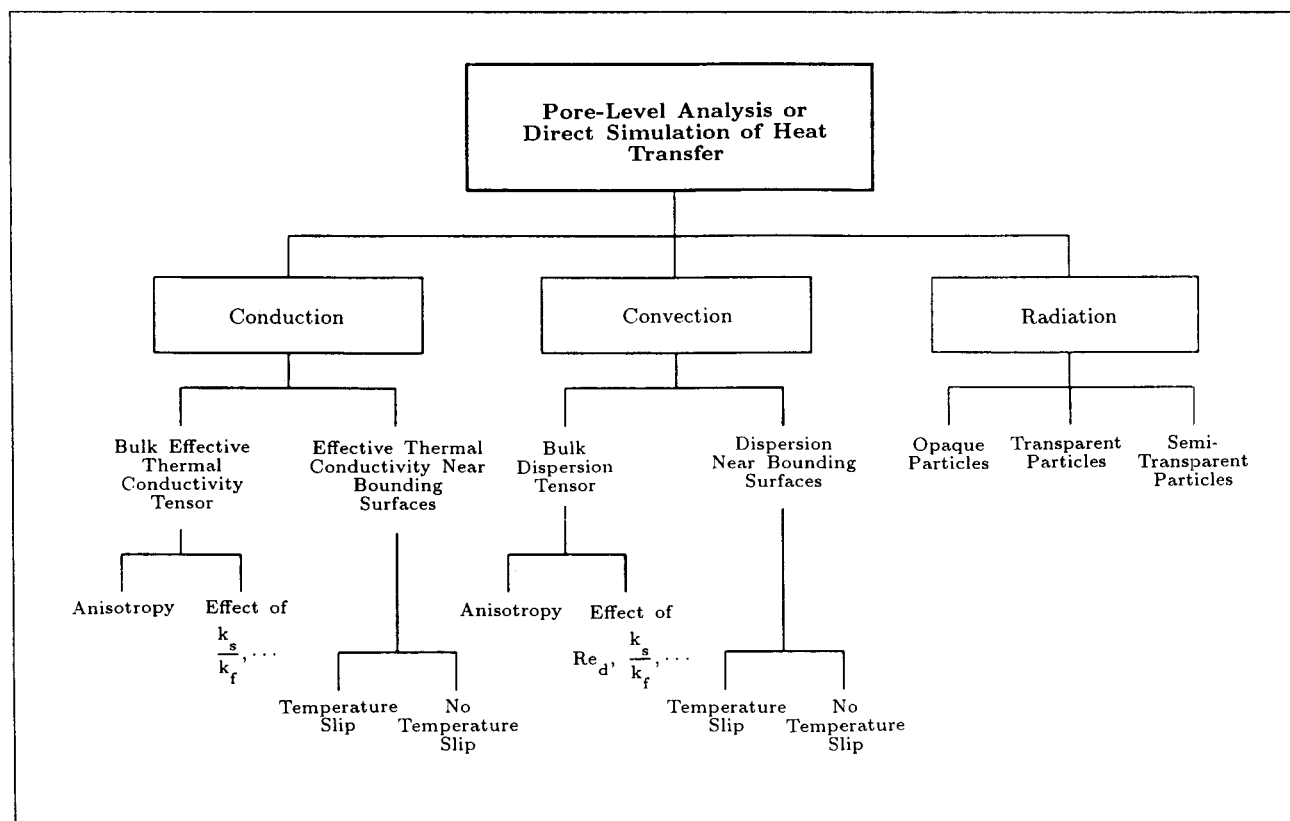 Pore-Level Analysis or
Direct Simulation of Heat
Transfer
Conduction
Convection
Radiation
Bulk Effective
Thermal
Conductivity
Tensor
Effective Thermal
Conductivity Near
Bounding
Surfaces
Bulk
Dispersion
Tensor
Dispersion
Near Bounding
Surfaces
Opaque
Particles
Transparent
Particles
Semi-
Transparent
Particles
Anisotropy
Effect of
k_s/k_f, ···
Temperature
Slip
No
Temperature
Slip
Anisotropy
Effect of
Re_d, k_s/k_f, ···
Temperature
Slip
No
Temperature
Slip